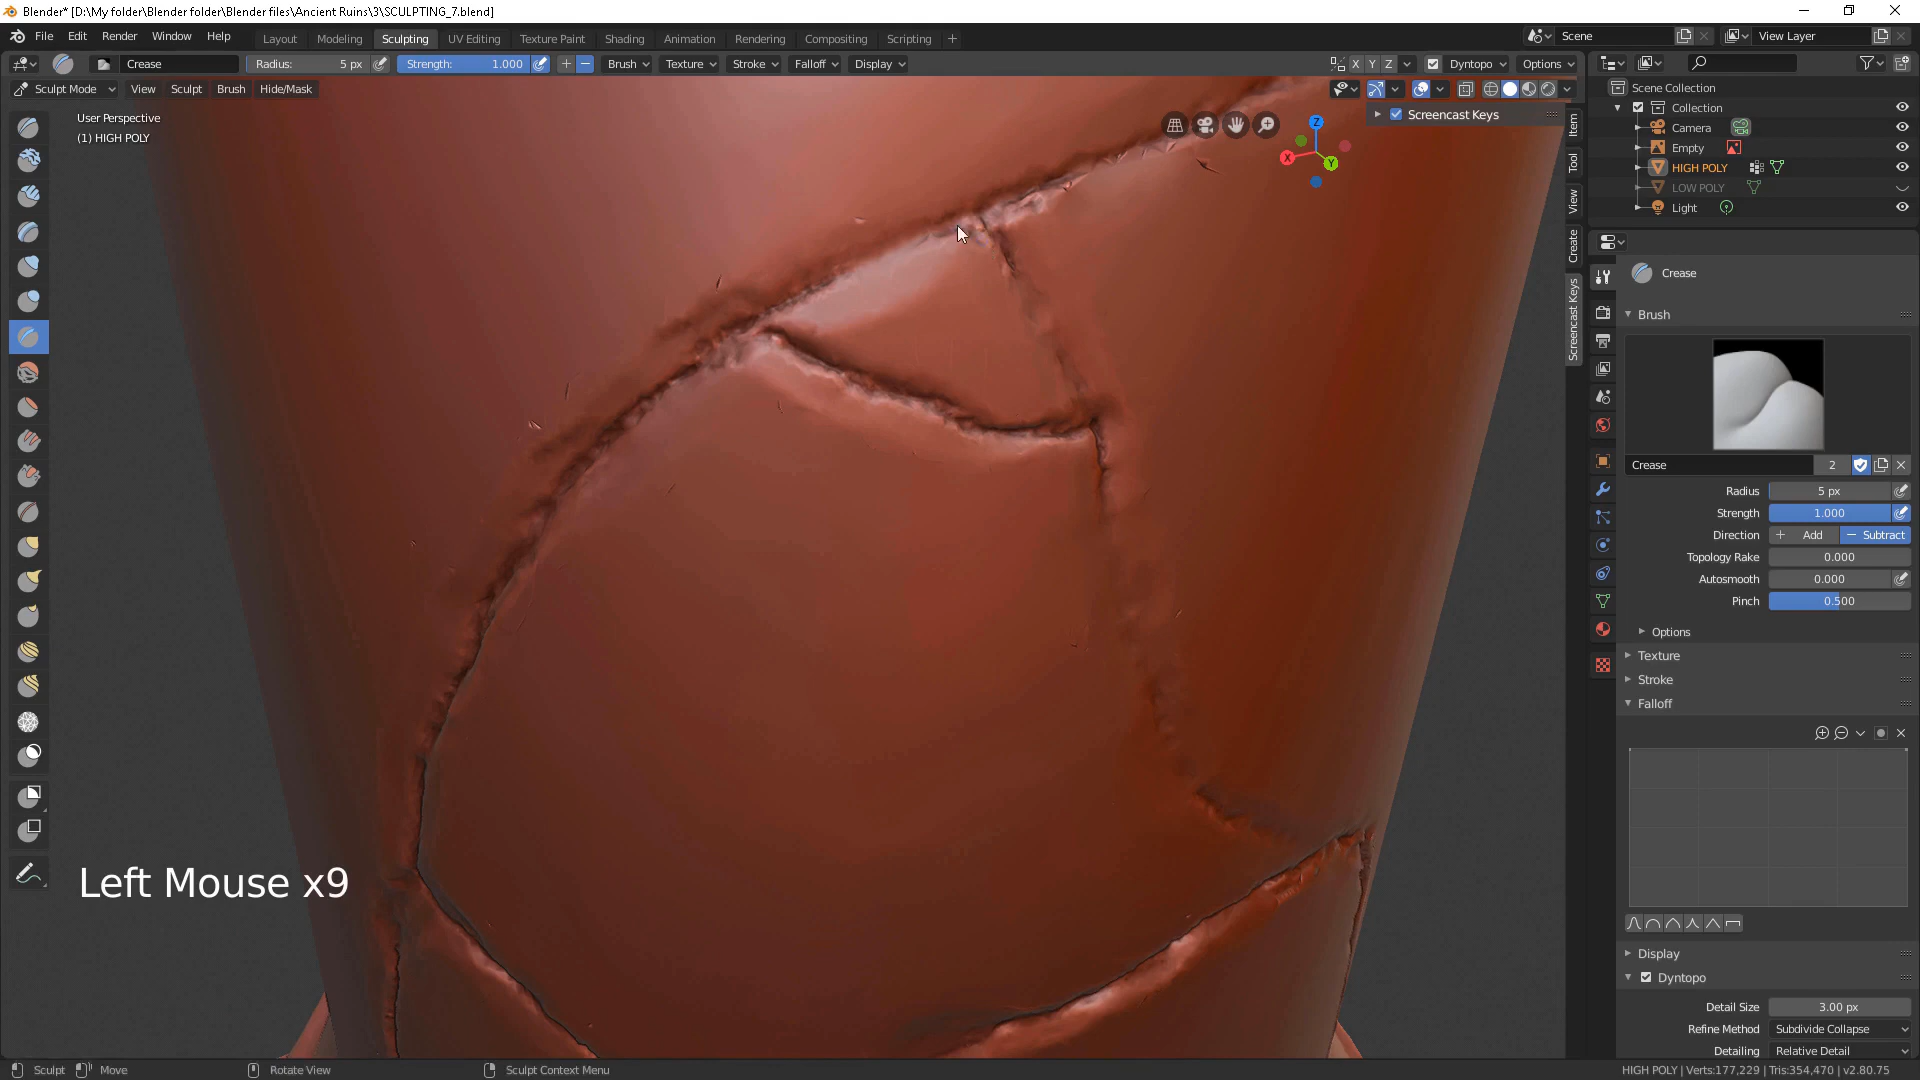 Blender* [D:\My folder\Blender folder\Blender files\Ancient Ruins\3\SCULPTING_7.blend]
File Edit Render Window Help Layout Modeling Sculpting UV Editing Texture Paint Shading Animation Rendering Compositing Scripting + Scene View Layer
Crease Radius: 5 px Strength: 1.000 Brush Texture Stroke Falloff Display X Y Z Dyntopo Options
Sculpt Mode View Sculpt Brush Hide/Mask
User Perspective
(1) HIGH POLY
Screencast Keys
Z
X
Y
Item
Tool
View
Create
Screencast Keys
Scene Collection
Collection
Camera
Empty
HIGH POLY
LOW POLY
Light
Crease
Brush
Crease 2
Radius 5 px
Strength 1.000
Direction + Add − Subtract
Topology Rake 0.000
Autosmooth 0.000
Pinch 0.500
Options
Texture
Stroke
Falloff
Display
Dyntopo
Detail Size 3.00 px
Refine Method Subdivide Collapse
Detailing Relative Detail
Left Mouse x9
Sculpt Move Rotate View Sculpt Context Menu HIGH POLY | Verts:177,229 | Tris:354,470 | v2.80.75